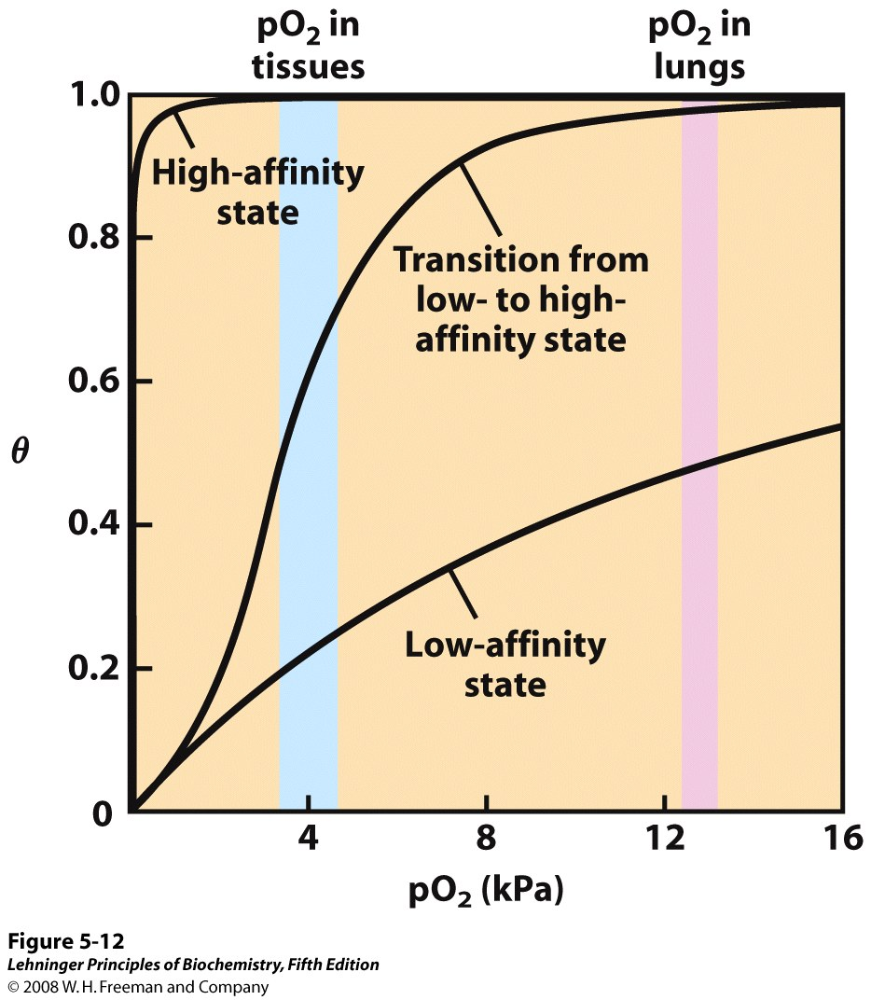 pO₂ in
tissues
pO₂ in
lungs
1.0
High-affinity
state
0.8
Transition from
low- to high-
affinity state
0.6
θ
0.4
Low-affinity
state
0.2
0
4
8
12
16
pO₂ (kPa)
Figure 5-12
Lehninger Principles of Biochemistry, Fifth Edition
© 2008 W. H. Freeman and Company